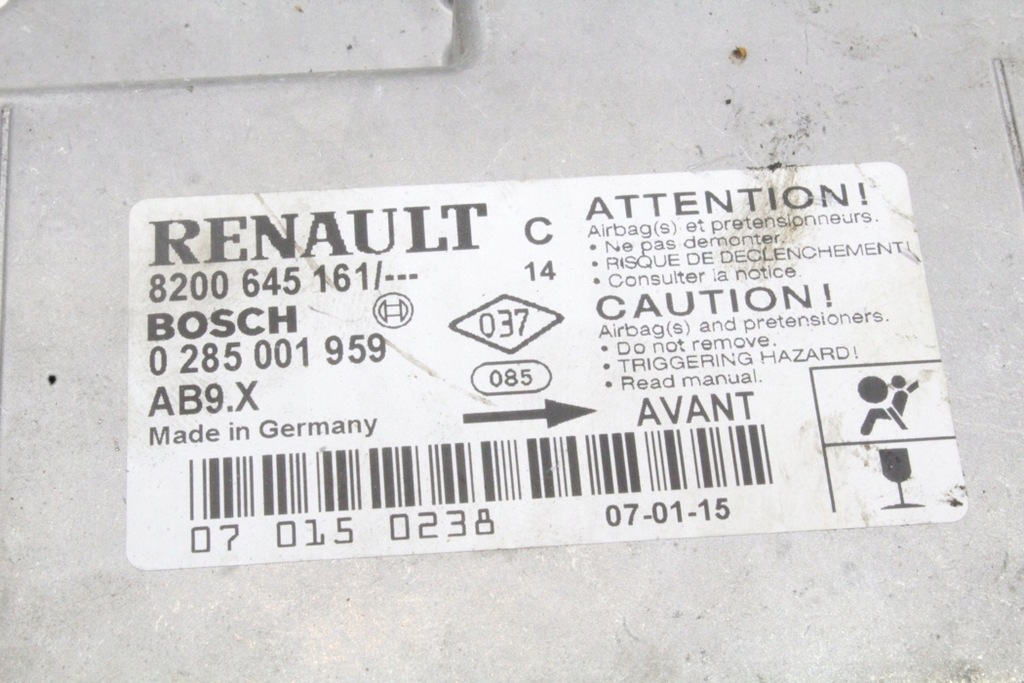 RENAULT C
8200 645 161/--- 14
BOSCH
0 285 001 959
AB9.X
Made in Germany
037
085
ATTENTION!
Airbag(s) et pretensionneurs.
• Ne pas demonter.
• RISQUE DE DECLENCHEMENT!
• Consulter la notice.
CAUTION!
Airbag(s) and pretensioners.
• Do not remove.
• TRIGGERING HAZARD!
• Read manual.
AVANT
07 015 0238
07-01-15